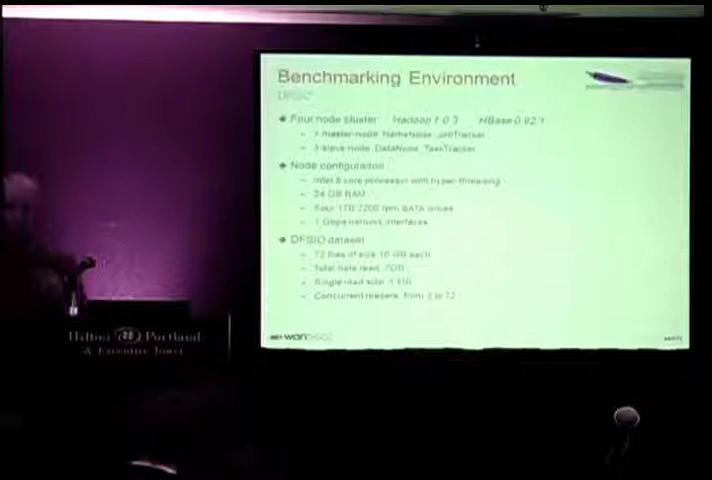 Benchmarking Environment
DFSIO
Four node cluster: Hadoop 1.0.3 HBase 0.92.1
– 1 master-node: NameNode, JobTracker
– 3 slave node: DataNode, TaskTracker
Node configuration
– Intel 8 core processor with hyper-threading
– 24 GB RAM
– Four 1TB 7200 rpm SATA drives
– 1 Gbps network interfaces
DFSIO dataset
– 72 files of size 10 GB each
– Total data read: 7GB
– Single read size: 1MB
– Concurrent readers: from 3 to 72
WANdisco
Hilton Portland
& Executive Tower